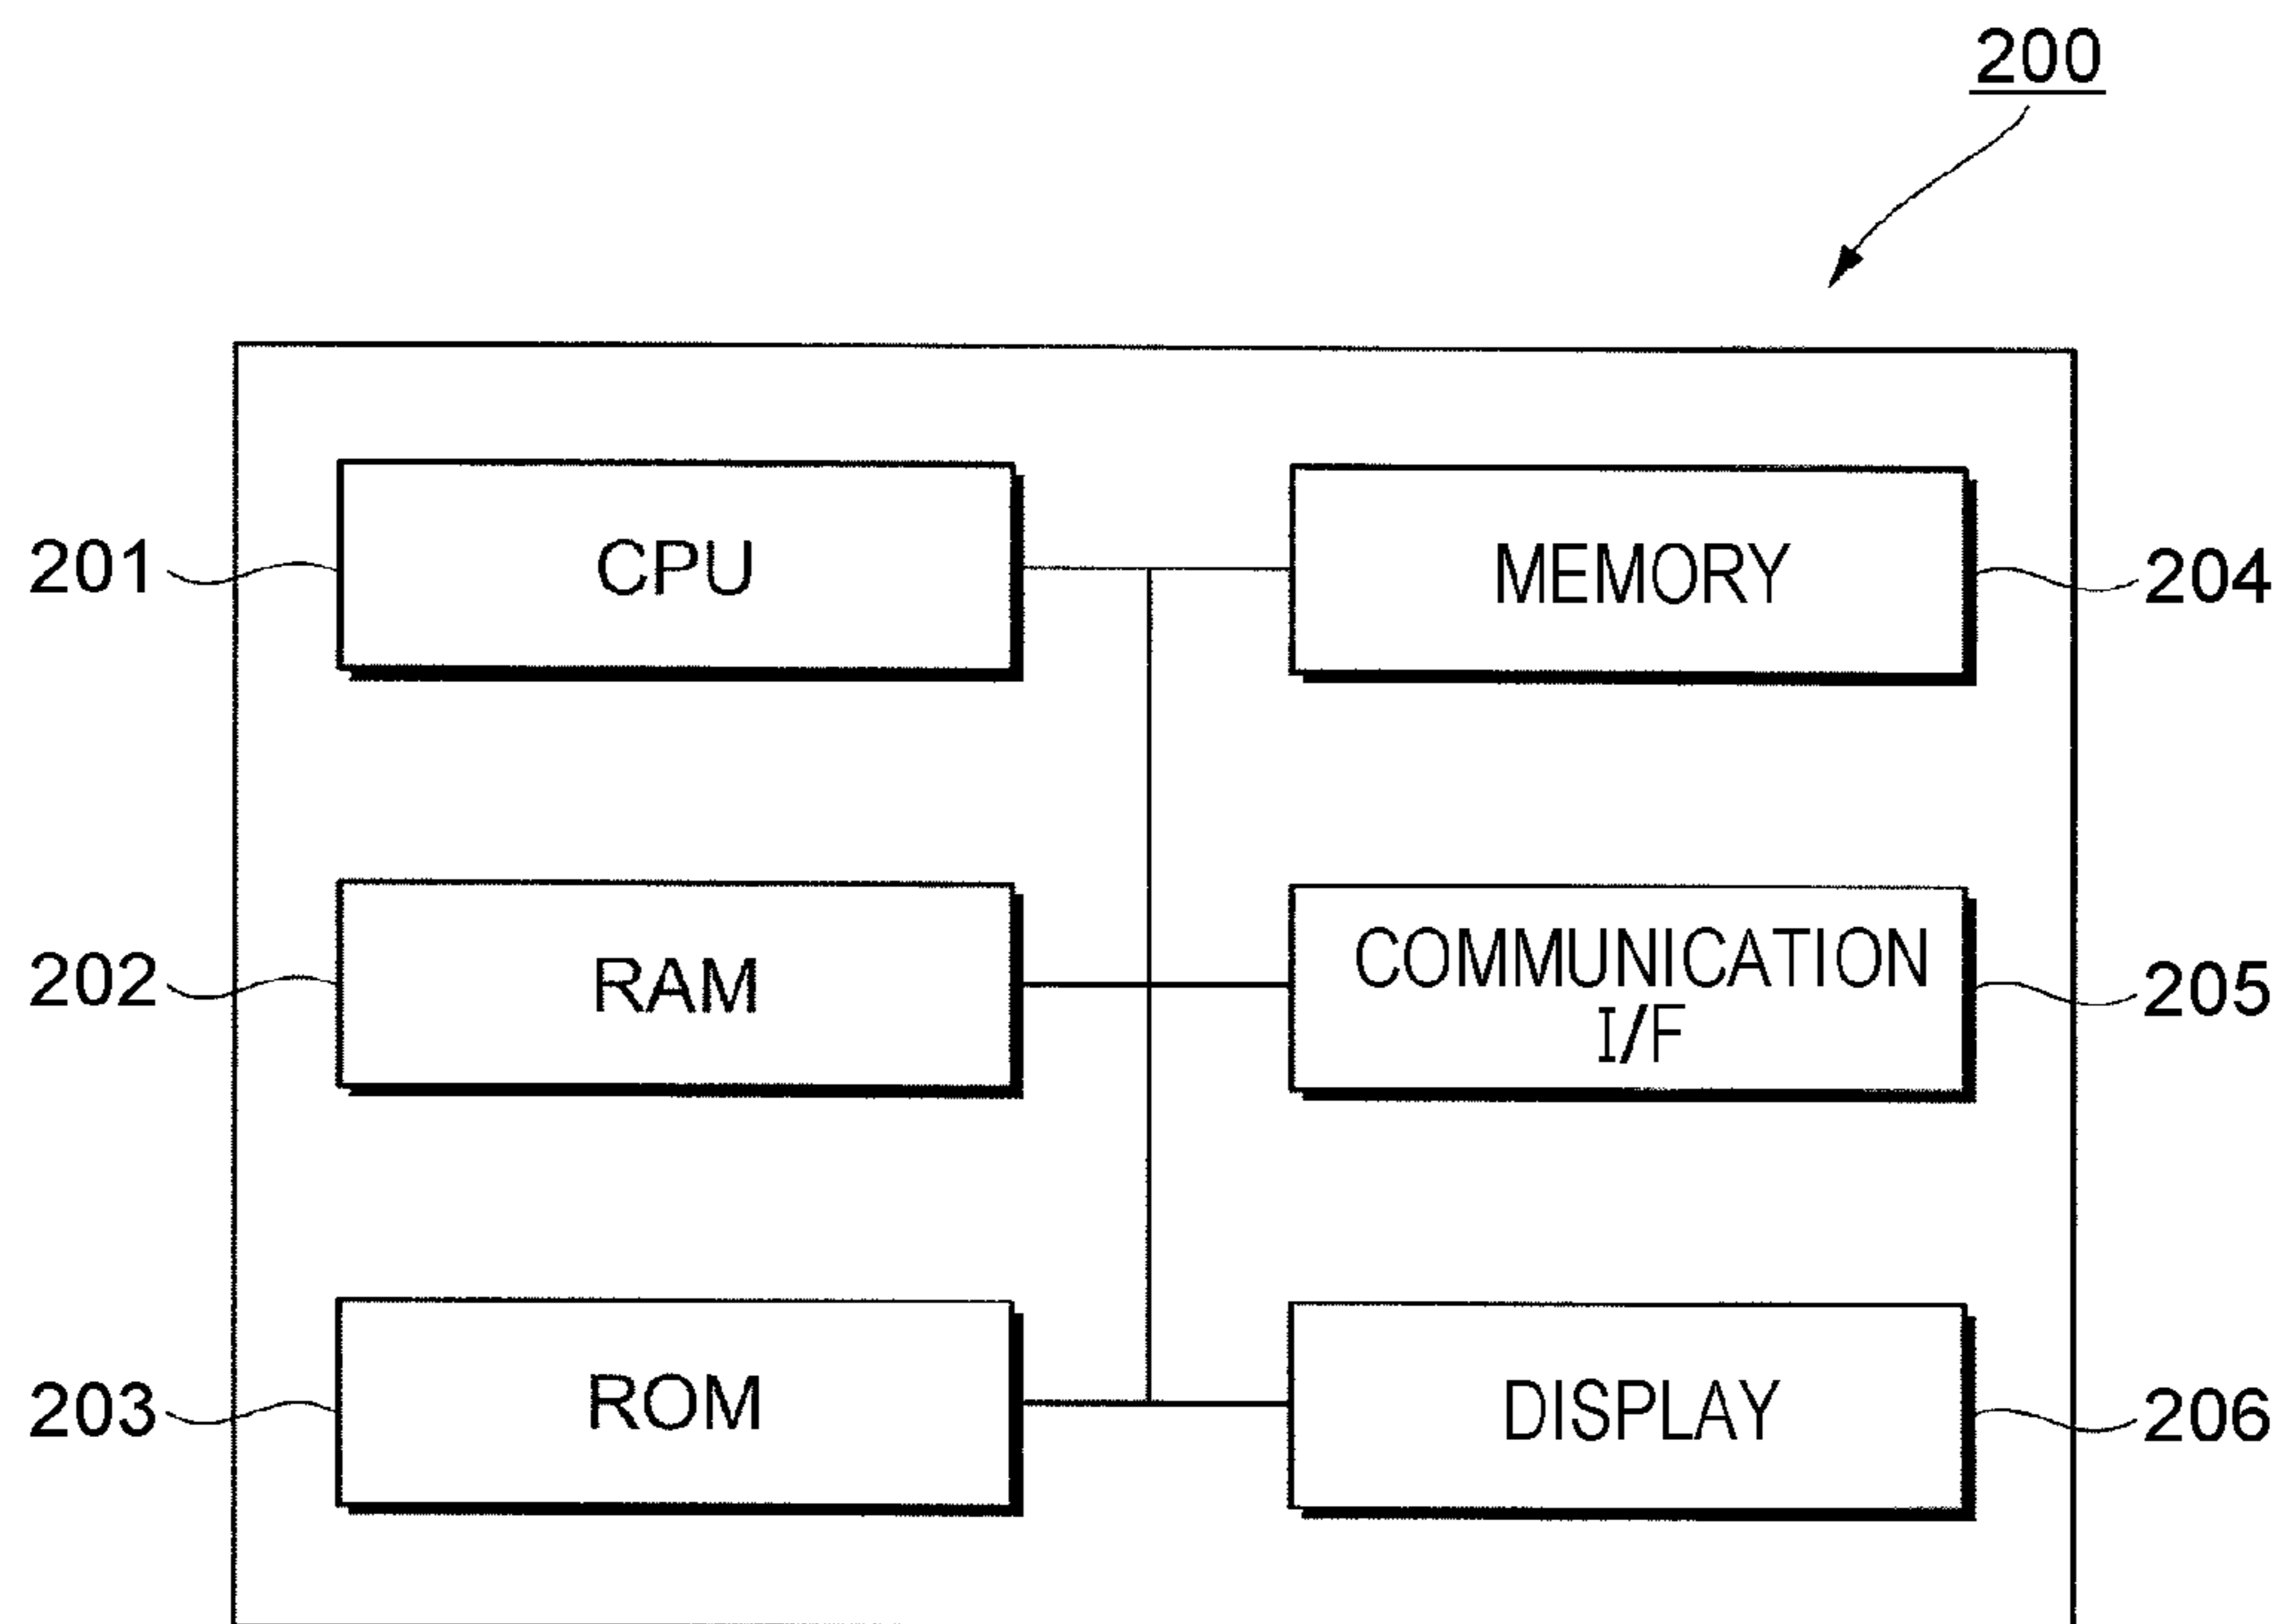 200
201
CPU
MEMORY
204
202
RAM
COMMUNICATION
I/F
205
203
ROM
DISPLAY
206